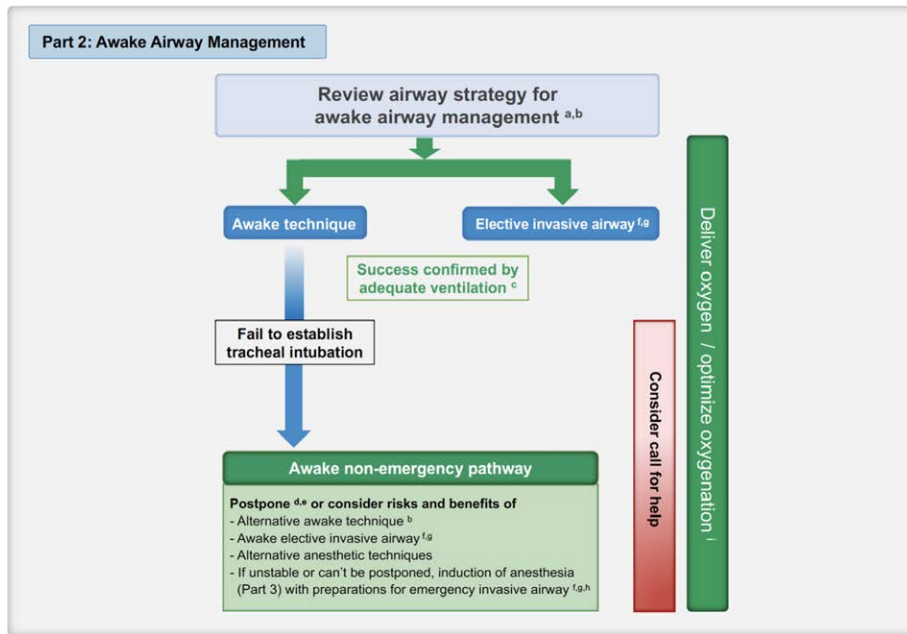 Part 2: Awake Airway Management
Review airway strategy for
awake airway management a,b
Awake technique
Elective invasive airway f,g
Success confirmed by
adequate ventilation c
Fail to establish
tracheal intubation
Awake non-emergency pathway
Postpone d,e or consider risks and benefits of
- Alternative awake technique b
- Awake elective invasive airway f,g
- Alternative anesthetic techniques
- If unstable or can’t be postponed, induction of anesthesia
(Part 3) with preparations for emergency invasive airway f,g,h
Consider call for help
Deliver oxygen / optimize oxygenation i